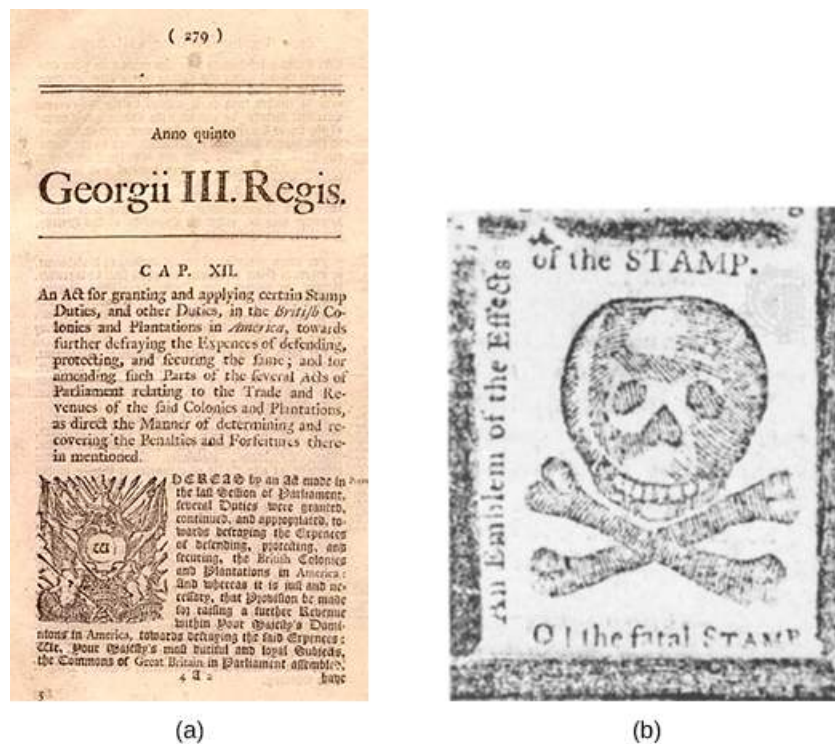 ( 279 )
Anno quinto
Georgii III. Regis.
CAP. XII.
An Act for granting and applying certain Stamp
Duties, and other Duties, in the British Co-
lonies and Plantations in America, towards
further defraying the Expences of defending,
protecting, and securing the same; and for
amending such Parts of the several Acts of
Parliament relating to the Trade and Re-
venues of the said Colonies and Plantations,
as direct the Manner of determining and re-
covering the Penalties and Forfeitures there-
in mentioned.
WHEREAS by an Act made in
the last Session of Parliament,
several Duties were granted,
continued, and appropriated, to-
wards defraying the Expences
of defending, protecting, and
securing, the British Colonies
and Plantations in America:
And whereas it is just and ne-
cessary, that Provision be made
for raising a further Revenue
within Your Majesty's Domi-
nions in America, towards defraying the said Expences:
We, Your Majesty's most dutiful and loyal Subjects,
the Commons of Great Britain in Parliament assembled,
4 A 2 have
5
(a)
An Emblem of the Effects
of the STAMP.
O! the fatal STAMP
(b)